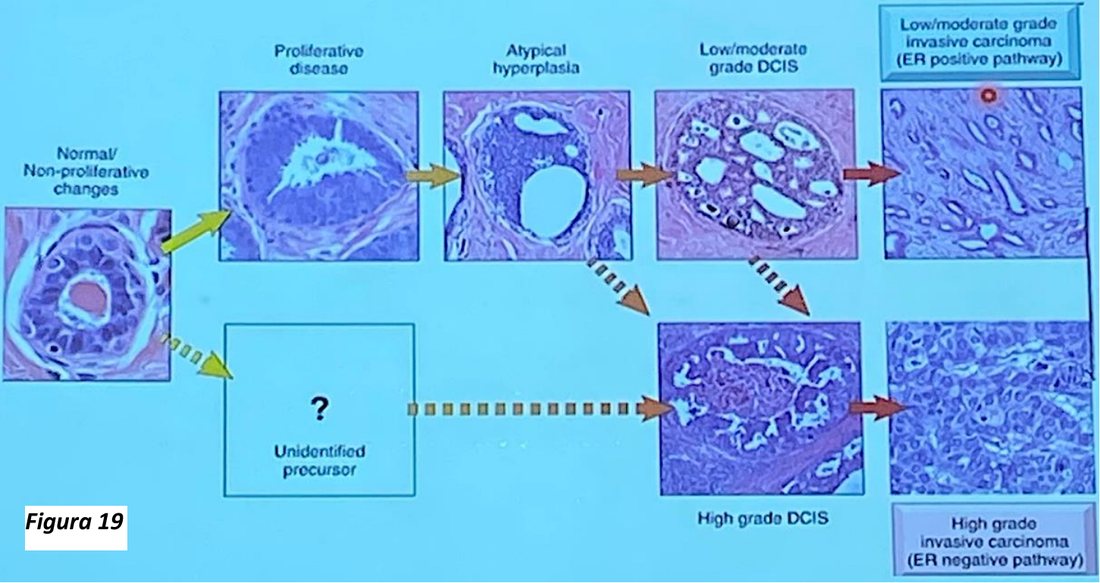 Proliferative
disease
Atypical
hyperplasia
Low/moderate
grade DCIS
Low/moderate grade
invasive carcinoma
(ER positive pathway)
Normal/
Non-proliferative
changes
?
Unidentified
precursor
High grade DCIS
High grade
invasive carcinoma
(ER negative pathway)
Figura 19